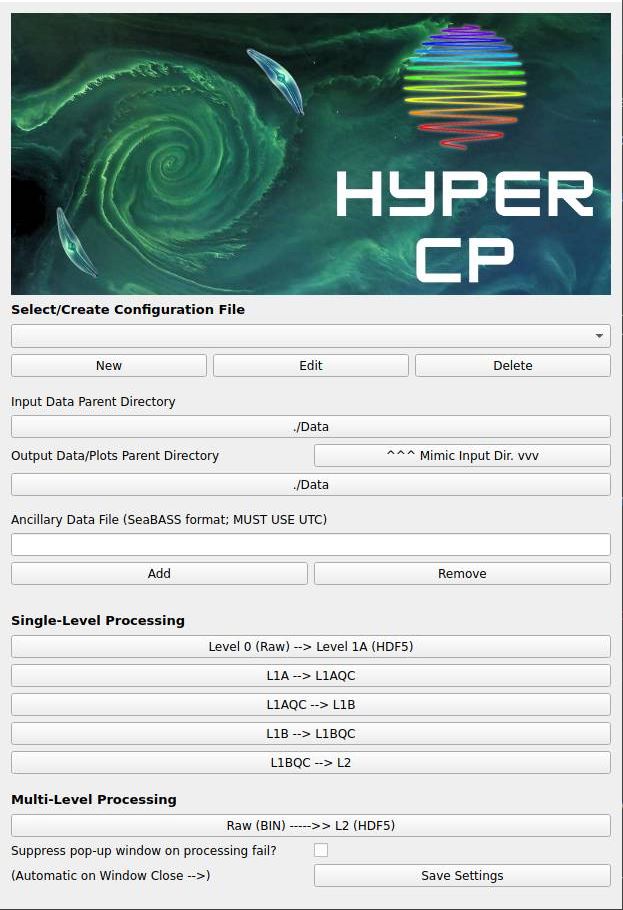 HYPER
CP
Select/Create Configuration File
New Edit Delete
Input Data Parent Directory
./Data
Output Data/Plots Parent Directory ^^^ Mimic Input Dir. vvv
./Data
Ancillary Data File (SeaBASS format; MUST USE UTC)
Add Remove
Single-Level Processing
Level 0 (Raw) --> Level 1A (HDF5)
L1A --> L1AQC
L1AQC --> L1B
L1B --> L1BQC
L1BQC --> L2
Multi-Level Processing
Raw (BIN) ----->> L2 (HDF5)
Suppress pop-up window on processing fail?
(Automatic on Window Close -->) Save Settings